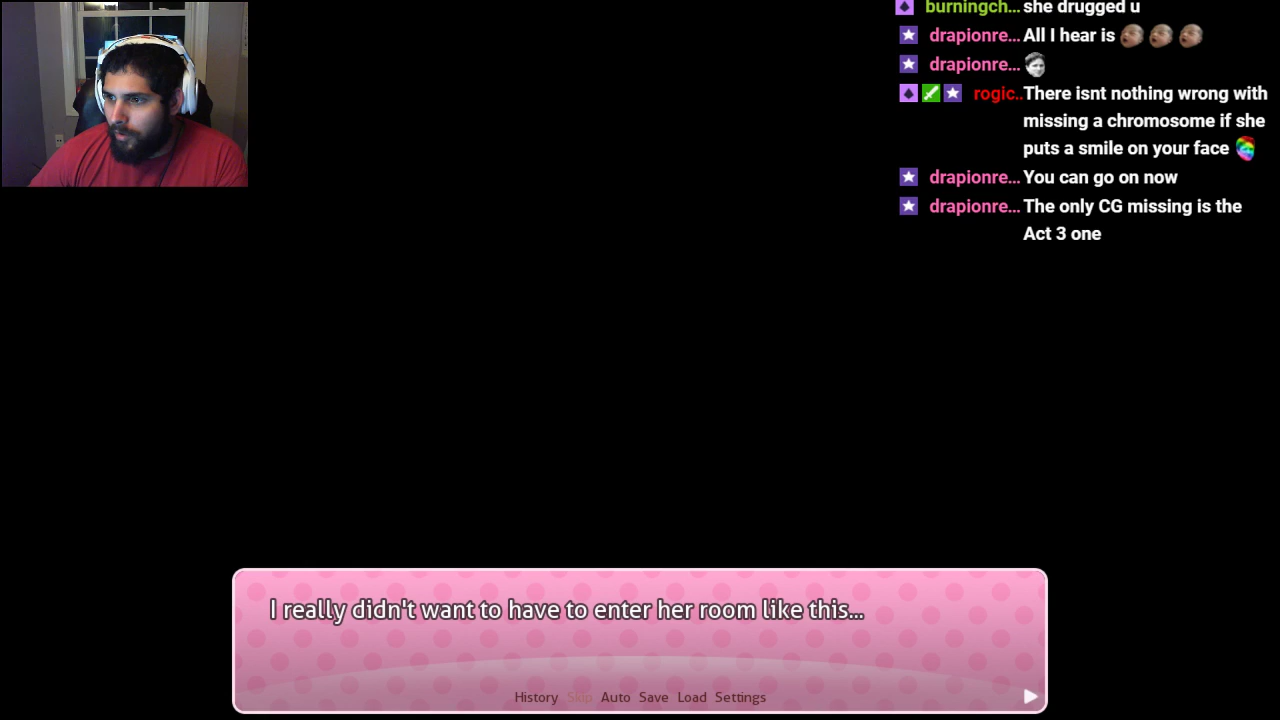 burningch... she drugged u
drapionre... All I hear is
drapionre...
rogic.. There isnt nothing wrong with
missing a chromosome if she
puts a smile on your face
drapionre... You can go on now
drapionre... The only CG missing is the
Act 3 one
I really didn't want to have to enter her room like this...
History Skip Auto Save Load Settings